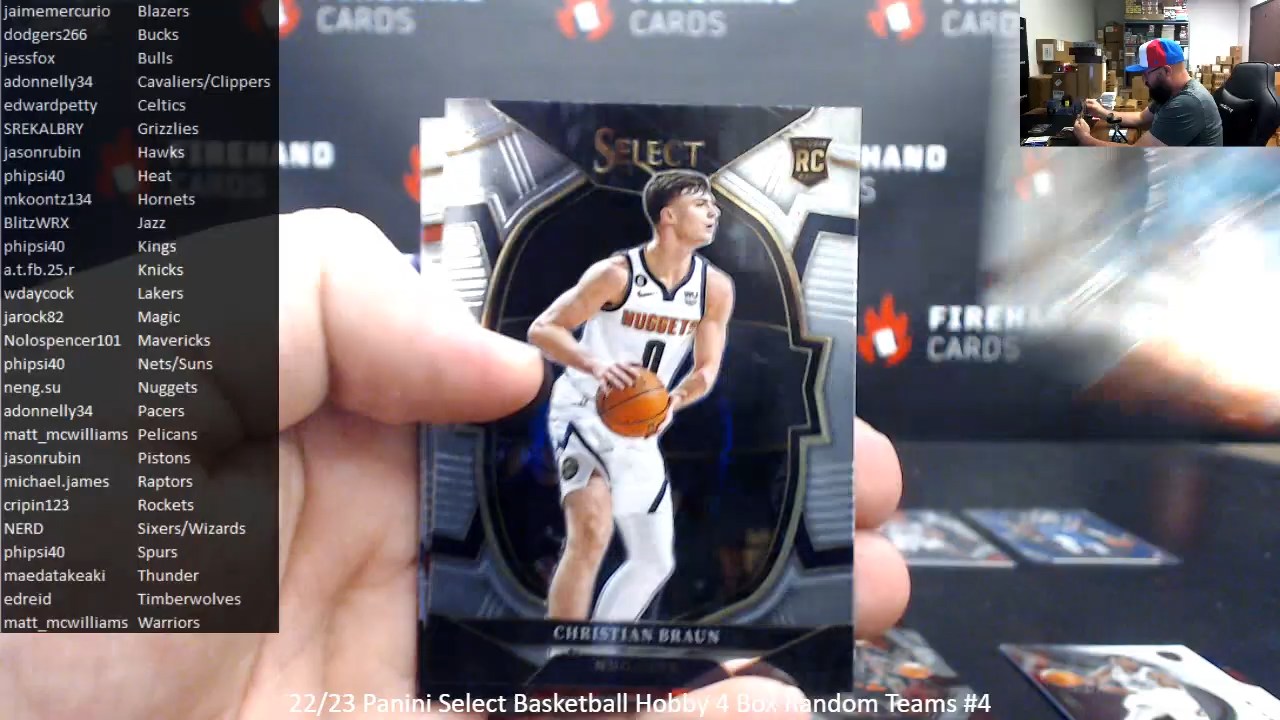 jaimemercurio Blazers
dodgers266 Bucks
jessfox Bulls
adonnelly34 Cavaliers/Clippers
edwardpetty Celtics
SREKALBRY Grizzlies
jasonrubin Hawks
phipsi40 Heat
mkoontz134 Hornets
BlitzWRX Jazz
phipsi40 Kings
a.t.fb.25.r Knicks
wdaycock Lakers
jarock82 Magic
Nolospencer101 Mavericks
phipsi40 Nets/Suns
neng.su Nuggets
adonnelly34 Pacers
matt_mcwilliams Pelicans
jasonrubin Pistons
michael.james Raptors
cripin123 Rockets
NERD Sixers/Wizards
phipsi40 Spurs
maedatakeaki Thunder
edreid Timberwolves
matt_mcwilliams Warriors
CARDS
CARDS
CARDS
SELECT
RC
NUGGETS
0
CHRISTIAN BRAUN
FIREHAND
CARDS
22/23 Panini Select Basketball Hobby 4 Box Random Teams #4